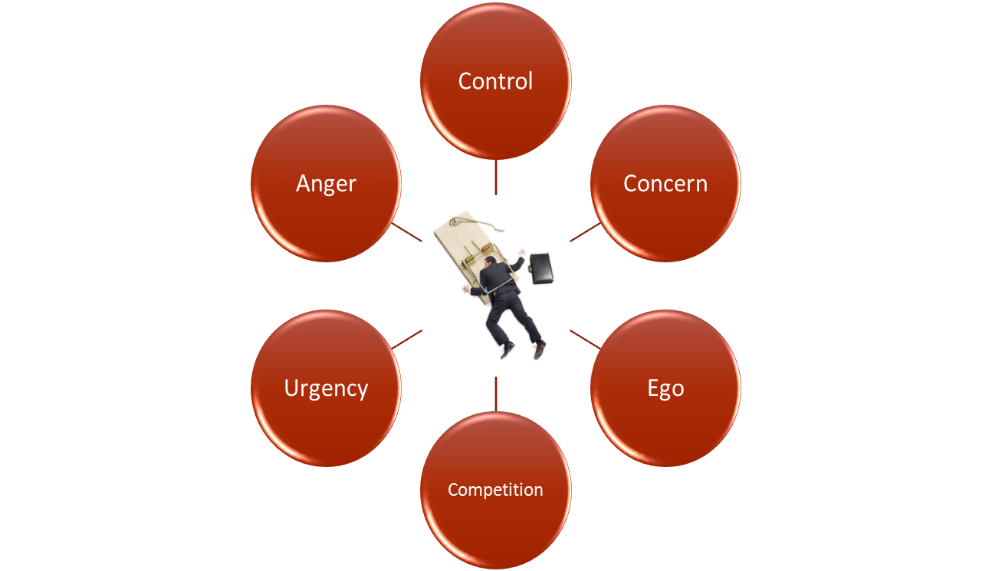 Control
Concern
Ego
Competition
Urgency
Anger